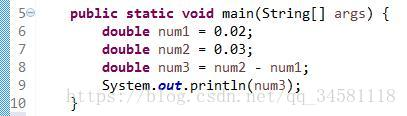 5 public static void main(String[] args) {
6 double num1 = 0.02;
7 double num2 = 0.03;
8 double num3 = num2 - num1;
9 System.out.println(num3);
10 }
https://blog.csdn.net/qq_34581118